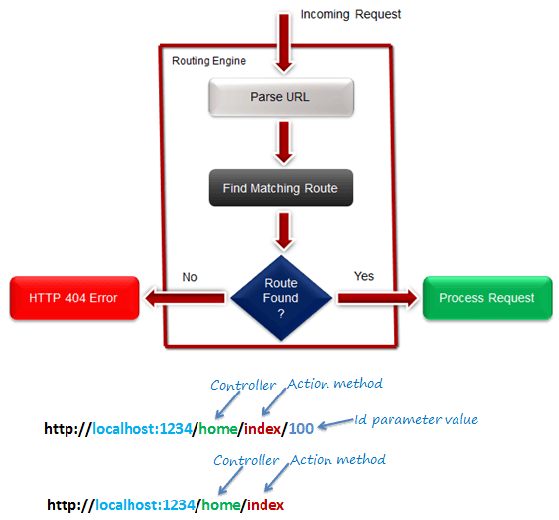 Incoming Request
Routing Engine
Parse URL
Find Matching Route
No
Yes
HTTP 404 Error
Route
Found
?
Process Request
Controller Action method
http://localhost:1234/home/index/100
Id parameter value
Controller Action method
http://localhost:1234/home/index